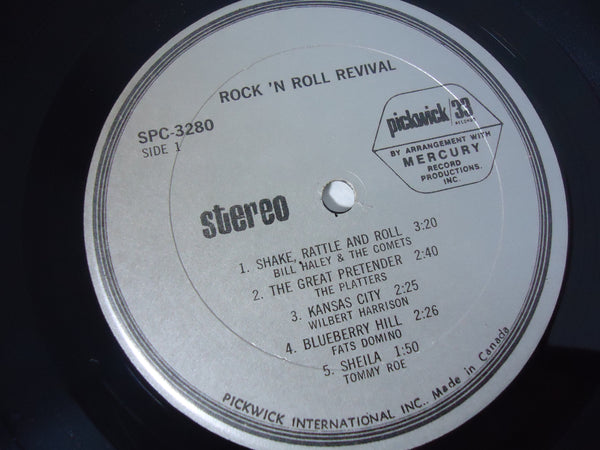 ROCK 'N ROLL REVIVAL
SPC-3280
SIDE 1
pickwick/33
RECORDS
BY ARRANGEMENT WITH
MERCURY
RECORD
PRODUCTIONS,
INC.
stereo
1. SHAKE, RATTLE AND ROLL 3:20
BILL HALEY & THE COMETS
2. THE GREAT PRETENDER 2:40
THE PLATTERS
3. KANSAS CITY 2:25
WILBERT HARRISON
4. BLUEBERRY HILL 2:26
FATS DOMINO
5. SHEILA 1:50
TOMMY ROE
PICKWICK INTERNATIONAL INC., Made in Canada